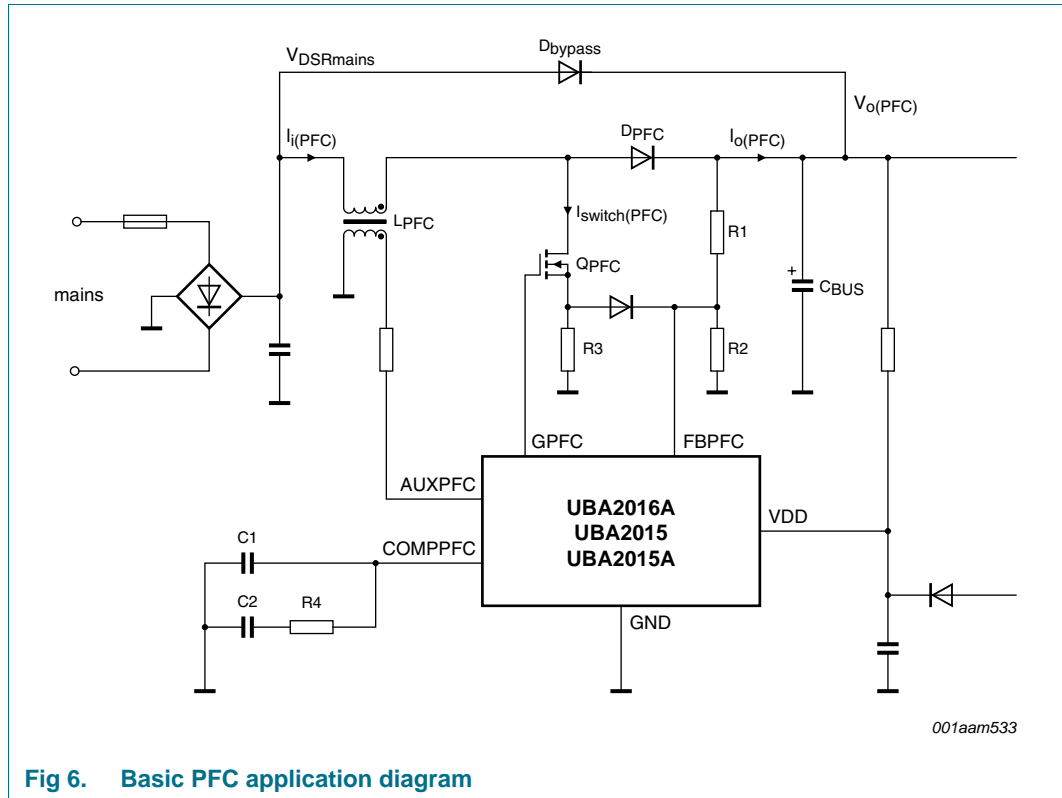 Dbypass
VDSRmains
Vo(PFC)
Ii(PFC)
DPFC
Io(PFC)
LPFC
Iswitch(PFC)
R1
QPFC
+
CBUS
mains
R3
R2
GPFC
FBPFC
AUXPFC
UBA2016A
UBA2015
UBA2015A
VDD
COMPPFC
C1
C2
R4
GND
001aam533
Fig 6. Basic PFC application diagram